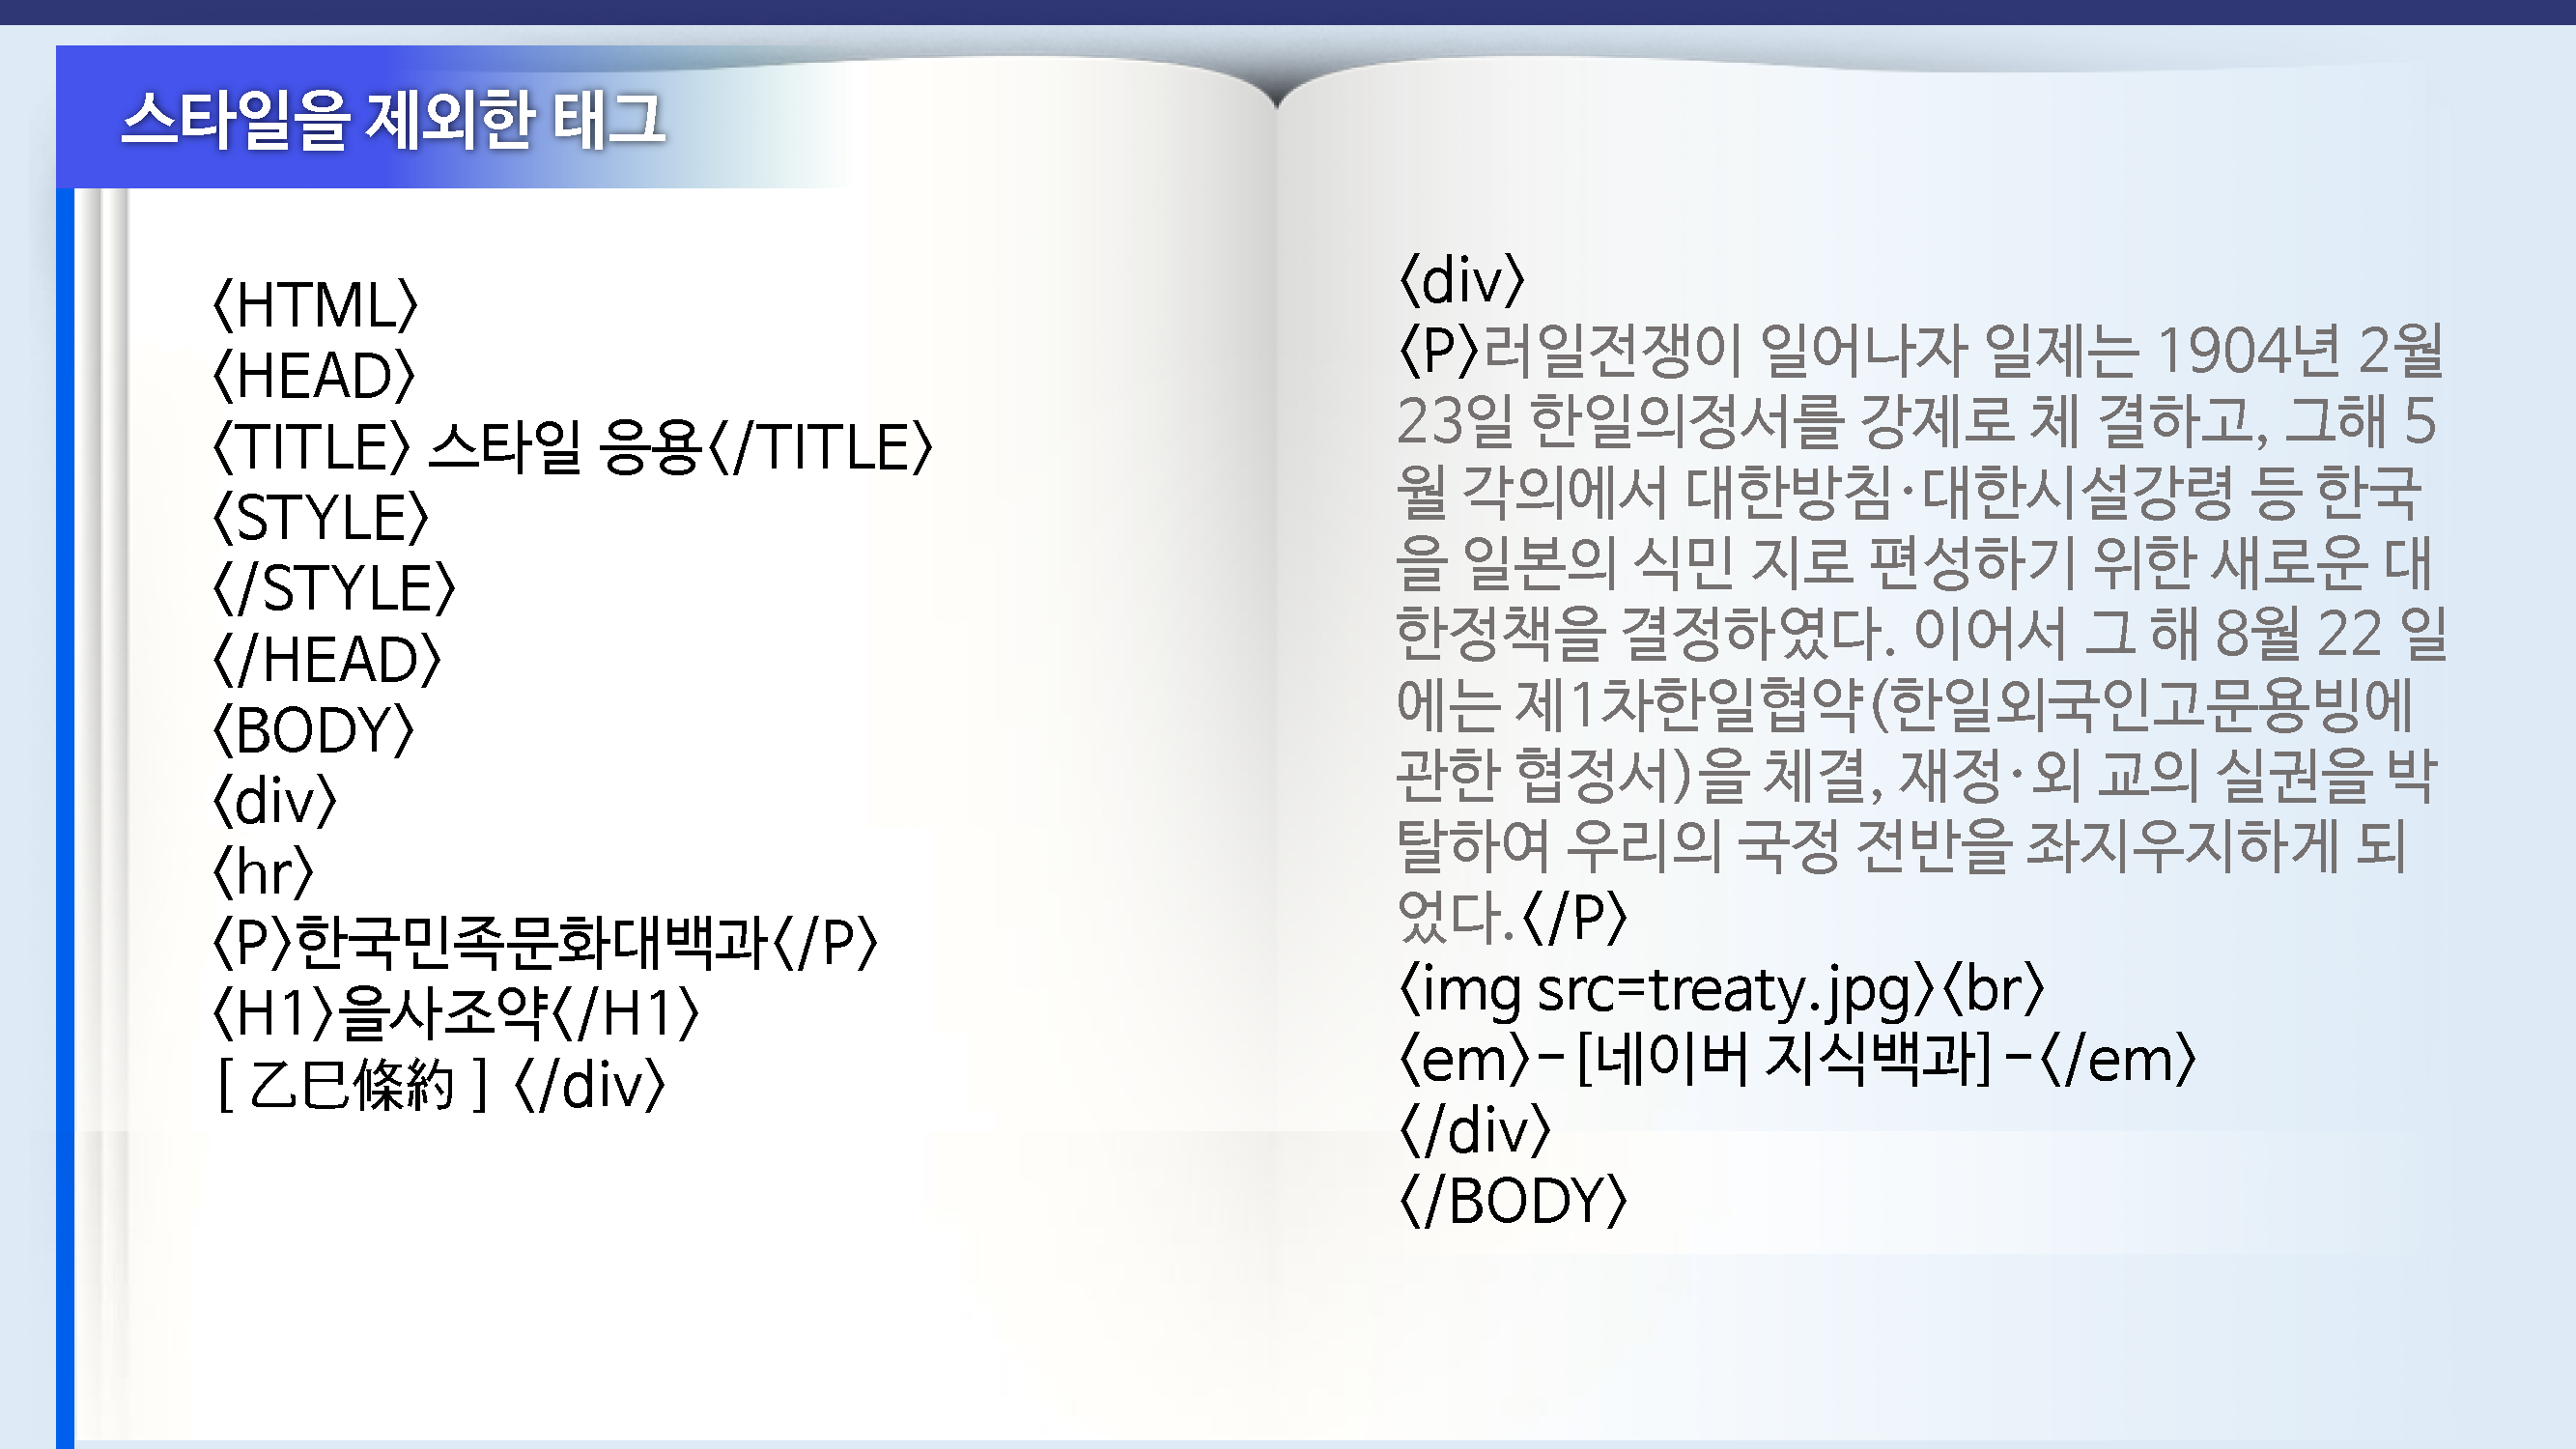 스타일을 제외한 태그
<HTML>
<HEAD>
<TITLE> 스타일 응용</TITLE>
<STYLE>
</STYLE>
</HEAD>
<BODY>
<div>
<hr>
<P>한국민족문화대백과</P>
<H1>을사조약</H1>
[ 乙巳條約 ] </div>
<div>
<P>러일전쟁이 일어나자 일제는 1904년 2월
23일 한일의정서를 강제로 체 결하고, 그해 5
월 각의에서 대한방침·대한시설강령 등 한국
을 일본의 식민 지로 편성하기 위한 새로운 대
한정책을 결정하였다. 이어서 그 해 8월 22 일
에는 제1차한일협약(한일외국인고문용빙에
관한 협정서)을 체결, 재정·외 교의 실권을 박
탈하여 우리의 국정 전반을 좌지우지하게 되
었다.</P>
<img src=treaty.jpg><br>
<em>- [네이버 지식백과] -</em>
</div>
</BODY>